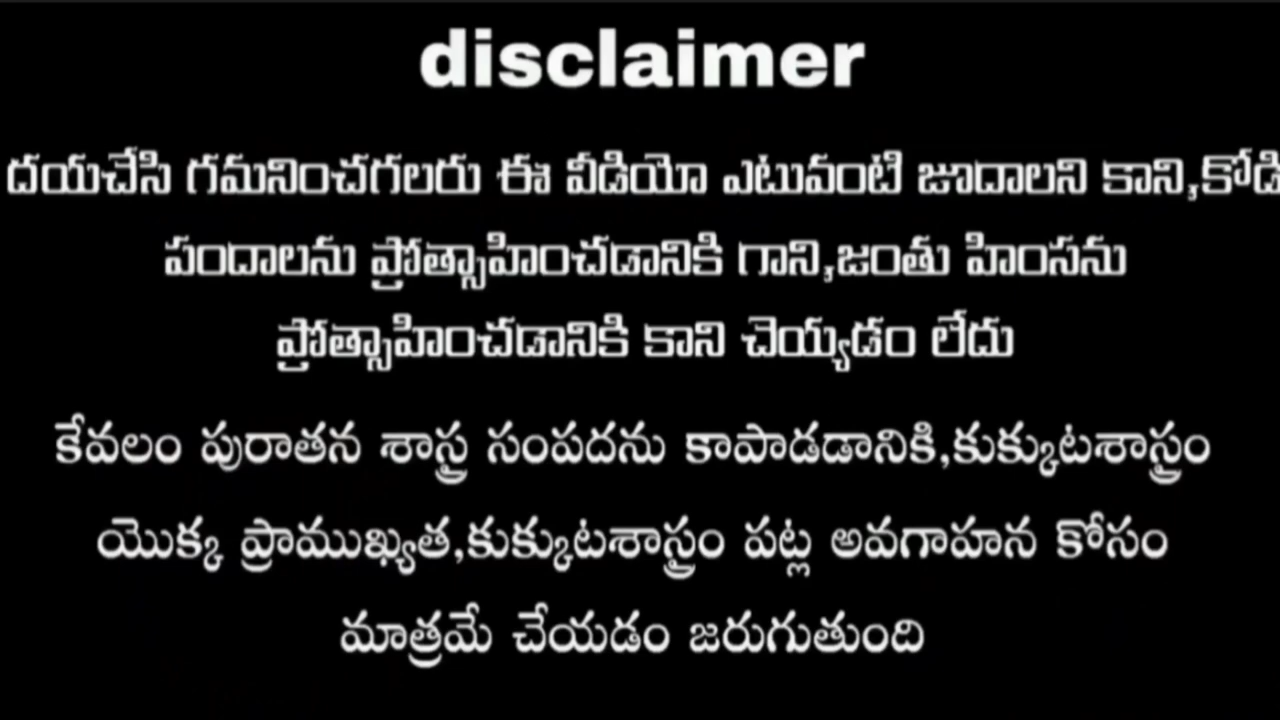 disclaimer
దయచేసి గమనించగలరు ఈ వీడియో ఎటువంటి జూదాలని కాని,కోడి
పందాలను ప్రోత్సాహించడానికి గాని,జంతు హింసను
ప్రోత్సాహించడానికి కాని చెయ్యడం లేదు
కేవలం పురాతన శాస్త్ర సంపదను కాపాడడానికి,కుక్కుటశాస్త్రం
యొక్క ప్రాముఖ్యత,కుక్కుటశాస్త్రం పట్ల అవగాహన కోసం
మాత్రమే చేయడం జరుగుతుంది